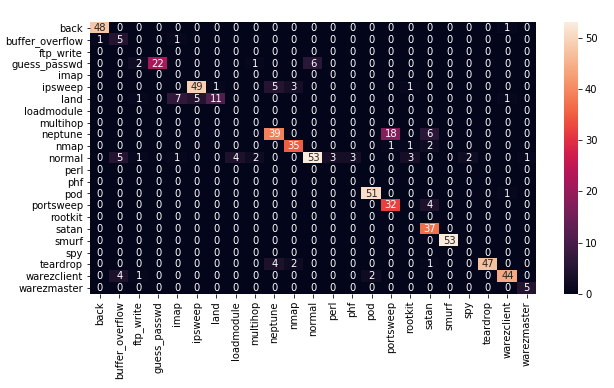 back 48 0 0 0 0 0 0 0 0 0 0 0 0 0 0 0 0 0 0 0 0 1 0
buffer_overflow 1 5 0 0 1 0 0 0 0 0 0 0 0 0 0 0 0 0 0 0 0 0 0
ftp_write 0 0 0 0 0 0 0 0 0 0 0 0 0 0 0 0 0 0 0 0 0 0 0
guess_passwd 0 0 2 22 0 0 0 0 1 0 0 6 0 0 0 0 0 0 0 0 0 0 0
imap 0 0 0 0 0 0 0 0 0 0 0 0 0 0 0 0 0 0 0 0 0 0 0
ipsweep 0 0 0 0 0 49 1 0 0 5 3 0 0 0 0 0 1 0 0 0 0 0 0
land 0 0 1 0 7 5 11 0 0 0 0 0 0 0 0 0 0 0 0 0 0 1 0
loadmodule 0 0 0 0 0 0 0 0 0 0 0 0 0 0 0 0 0 0 0 0 0 0 0
multihop 0 0 0 0 0 0 0 0 0 0 0 0 0 0 0 0 0 0 0 0 0 0 0
neptune 0 0 0 0 0 0 0 0 0 39 0 0 0 0 0 18 0 6 0 0 0 0 0
nmap 0 0 0 0 0 0 0 0 0 0 35 0 0 0 0 1 1 2 0 0 0 0 0
normal 0 5 1 0 1 0 0 4 2 0 0 53 3 3 0 0 3 0 0 2 0 0 1
perl 0 0 0 0 0 0 0 0 0 0 0 0 0 0 0 0 0 0 0 0 0 0 0
phf 0 0 0 0 0 0 0 0 0 0 0 0 0 0 0 0 0 0 0 0 0 0 0
pod 0 0 0 0 0 0 0 0 0 0 0 0 0 0 51 0 0 0 0 0 0 1 0
portsweep 0 0 0 0 0 0 0 0 0 0 0 0 0 0 0 32 0 4 0 0 0 0 0
rootkit 0 0 0 0 0 0 0 0 0 0 0 0 0 0 0 0 0 0 0 0 0 0 0
satan 0 0 0 0 0 0 0 0 0 0 0 0 0 0 0 0 0 37 0 0 0 0 0
smurf 0 0 0 0 0 0 0 0 0 0 0 0 0 0 0 0 0 0 53 0 0 0 0
spy 0 0 0 0 0 0 0 0 0 0 0 0 0 0 0 0 0 0 0 0 0 0 0
teardrop 0 0 0 0 0 0 0 0 0 4 2 0 0 0 0 0 0 1 0 0 47 0 0
warezclient 0 4 1 0 0 0 0 0 0 0 0 0 0 0 2 0 0 0 0 0 0 44 0
warezmaster 0 0 0 0 0 0 0 0 0 0 0 0 0 0 0 0 0 0 0 0 0 0 5
back
buffer_overflow
ftp_write
guess_passwd
imap
ipsweep
land
loadmodule
multihop
neptune
nmap
normal
perl
phf
pod
portsweep
rootkit
satan
smurf
spy
teardrop
warezclient
warezmaster
50
40
30
20
10
0